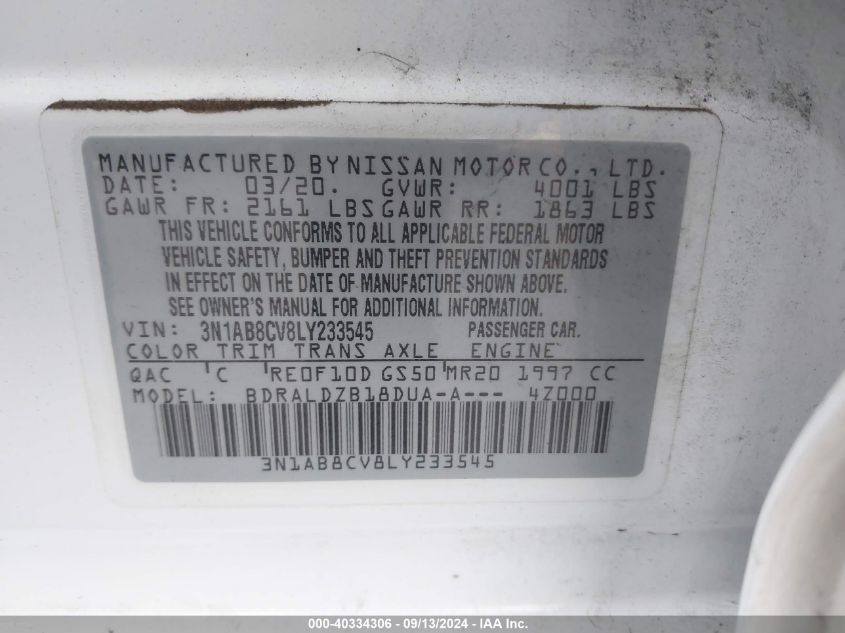 MANUFACTURED BY NISSAN MOTOR CO., LTD.
DATE: 03/20. GVWR: 4001 LBS
GAWR FR: 2161 LBS GAWR RR: 1863 LBS
THIS VEHICLE CONFORMS TO ALL APPLICABLE FEDERAL MOTOR
VEHICLE SAFETY, BUMPER AND THEFT PREVENTION STANDARDS
IN EFFECT ON THE DATE OF MANUFACTURE SHOWN ABOVE.
SEE OWNER'S MANUAL FOR ADDITIONAL INFORMATION.
VIN: 3N1AB8CV8LY233545 PASSENGER CAR.
COLOR TRIM TRANS AXLE ENGINE
QAC 'C 'RE0F10D GS50'MR20 1997 CC
MODEL: BDRALDZB18DUA-A--- 4Z000
3N1AB8CV8LY233545
000-40334306 - 09/13/2024 - IAAI Inc.